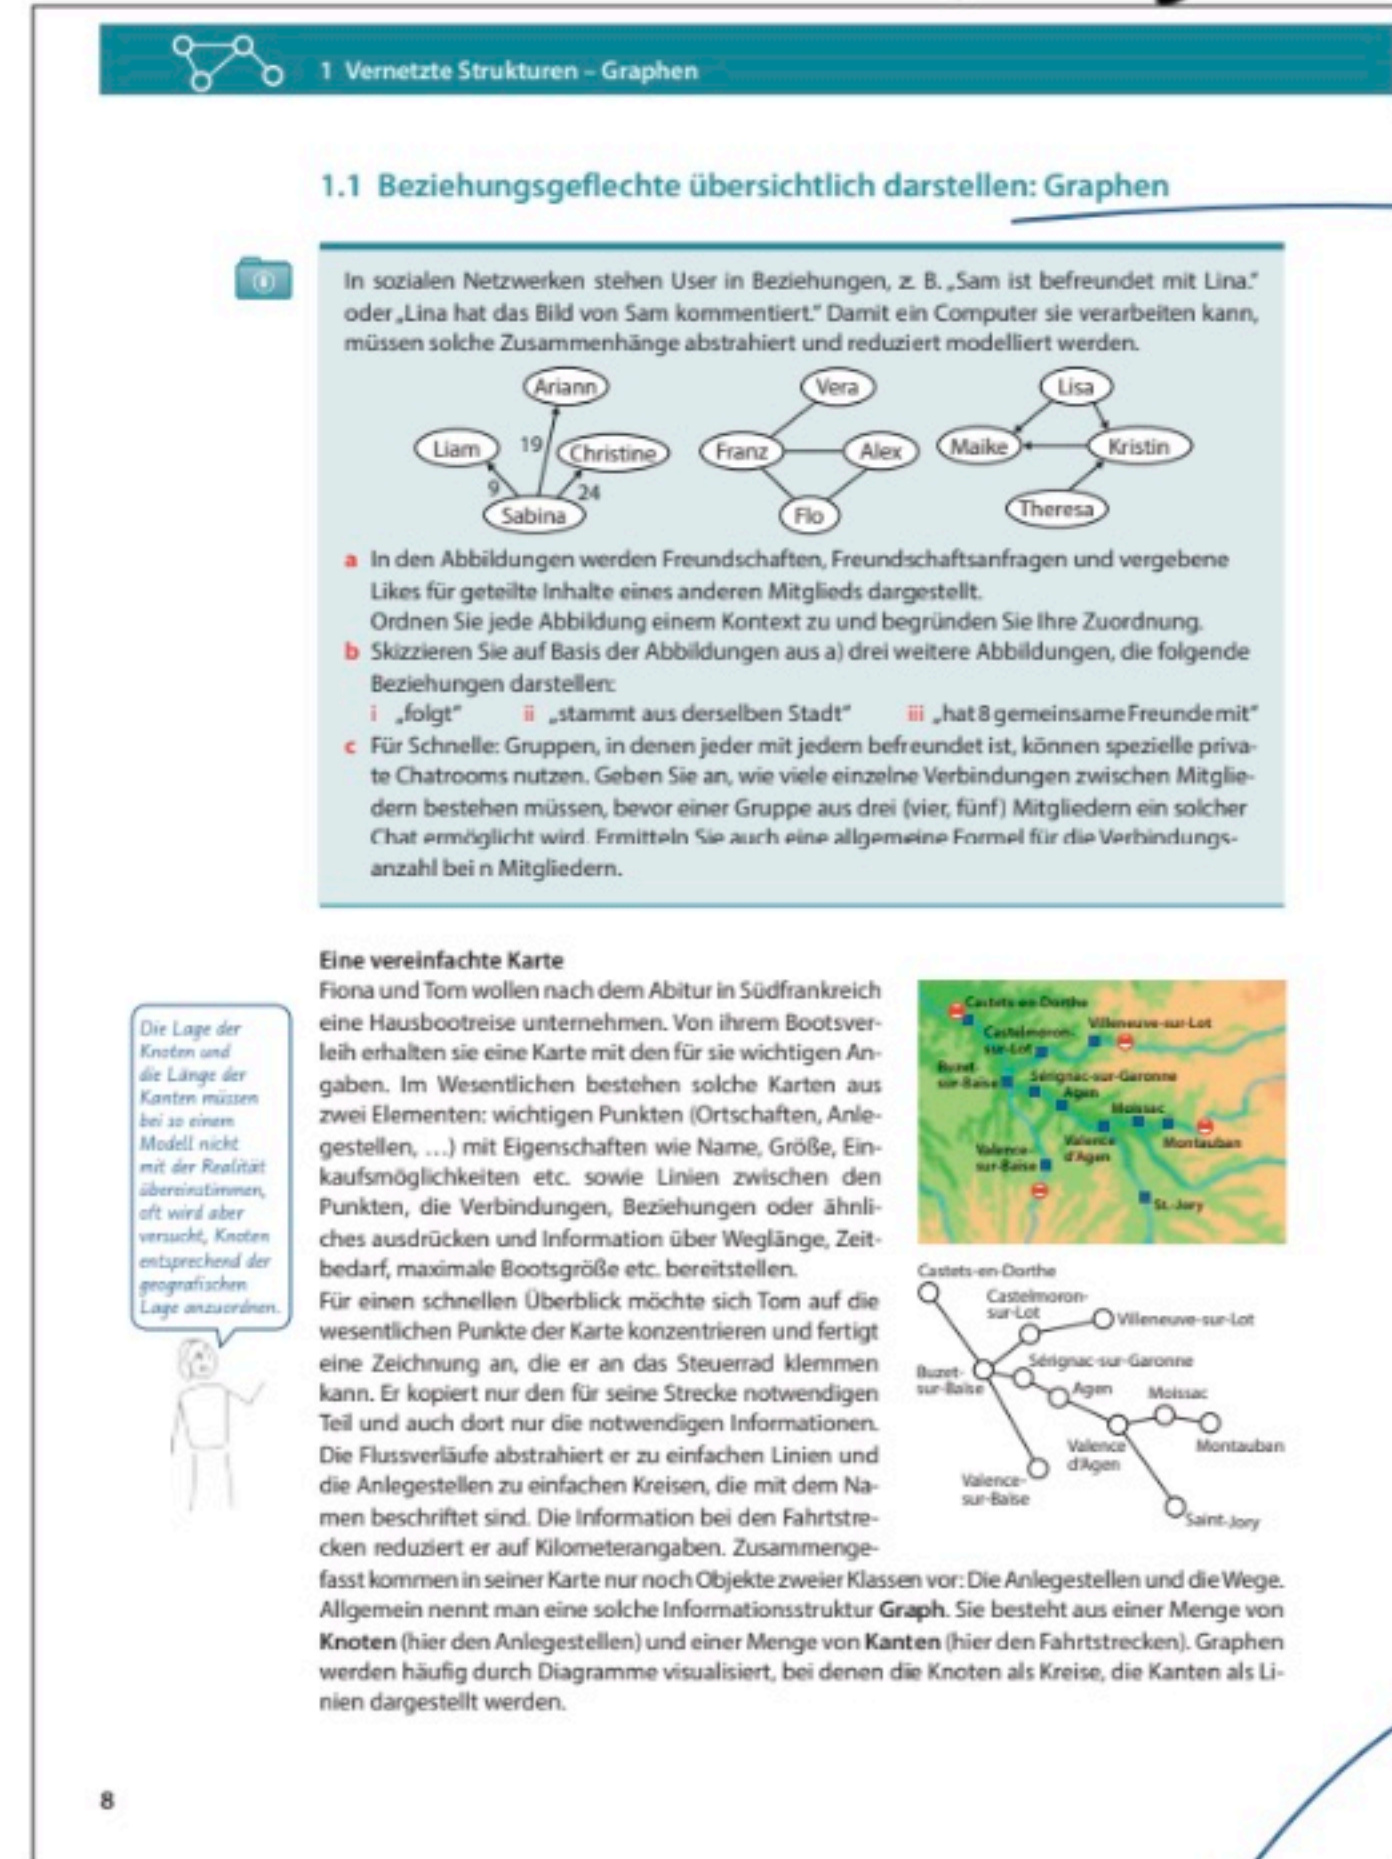 1 Vernetzte Strukturen – Graphen
1.1 Beziehungsgeflechte übersichtlich darstellen: Graphen
In sozialen Netzwerken stehen User in Beziehungen, z. B. „Sam ist befreundet mit Lina.“
oder „Lina hat das Bild von Sam kommentiert.“ Damit ein Computer sie verarbeiten kann,
müssen solche Zusammenhänge abstrahiert und reduziert modelliert werden.
Ariann
Liam
19
Christine
9
24
Sabina
Vera
Franz
Alex
Flo
Lisa
Maike
Kristin
Theresa
a In den Abbildungen werden Freundschaften, Freundschaftsanfragen und vergebene
Likes für geteilte Inhalte eines anderen Mitglieds dargestellt.
Ordnen Sie jede Abbildung einem Kontext zu und begründen Sie Ihre Zuordnung.
b Skizzieren Sie auf Basis der Abbildungen aus a) drei weitere Abbildungen, die folgende
Beziehungen darstellen:
i „folgt“ ii „stammt aus derselben Stadt“ iii „hat 8 gemeinsame Freunde mit“
c Für Schnelle: Gruppen, in denen jeder mit jedem befreundet ist, können spezielle priva-
te Chatrooms nutzen. Geben Sie an, wie viele einzelne Verbindungen zwischen Mitglie-
dern bestehen müssen, bevor einer Gruppe aus drei (vier, fünf) Mitgliedern ein solcher
Chat ermöglicht wird. Ermitteln Sie auch eine allgemeine Formel für die Verbindungs-
anzahl bei n Mitgliedern.
Eine vereinfachte Karte
Fiona und Tom wollen nach dem Abitur in Südfrankreich
eine Hausbootreise unternehmen. Von ihrem Bootsver-
leih erhalten sie eine Karte mit den für sie wichtigen An-
gaben. Im Wesentlichen bestehen solche Karten aus
zwei Elementen: wichtigen Punkten (Ortschaften, Anle-
gestellen, …) mit Eigenschaften wie Name, Größe, Ein-
kaufsmöglichkeiten etc. sowie Linien zwischen den
Punkten, die Verbindungen, Beziehungen oder ähnli-
ches ausdrücken und Information über Weglänge, Zeit-
bedarf, maximale Bootsgröße etc. bereitstellen.
Für einen schnellen Überblick möchte sich Tom auf die
wesentlichen Punkte der Karte konzentrieren und fertigt
eine Zeichnung an, die er an das Steuerrad klemmen
kann. Er kopiert nur den für seine Strecke notwendigen
Teil und auch dort nur die notwendigen Informationen.
Die Flussverläufe abstrahiert er zu einfachen Linien und
die Anlegestellen zu einfachen Kreisen, die mit dem Na-
men beschriftet sind. Die Information bei den Fahrtstre-
cken reduziert er auf Kilometerangaben. Zusammenge-
fasst kommen in seiner Karte nur noch Objekte zweier Klassen vor: Die Anlegestellen und die Wege.
Allgemein nennt man eine solche Informationsstruktur Graph. Sie besteht aus einer Menge von
Knoten (hier den Anlegestellen) und einer Menge von Kanten (hier den Fahrtstrecken). Graphen
werden häufig durch Diagramme visualisiert, bei denen die Knoten als Kreise, die Kanten als Li-
nien dargestellt werden.
Die Lage der
Knoten und
die Länge der
Kanten müssen
bei so einem
Modell nicht
mit der Realität
übereinstimmen,
oft wird aber
versucht, Knoten
entsprechend der
geografischen
Lage anzuordnen.
Castets-en-Dorthe
Castelmoron-
sur-Lot
Villeneuve-sur-Lot
Buzet-
sur-Baise
Sérignac-sur-Garonne
Agen
Moissac
Valence
d'Agen
Montauban
Valence-
sur-Baise
St.-Jory
Castets-en-Dorthe
Castelmoron-
sur-Lot
Villeneuve-sur-Lot
Buzet-
sur-Baise
Sérignac-sur-Garonne
Agen
Moissac
Valence
d'Agen
Montauban
Valence-
sur-Baise
Saint-Jory
8